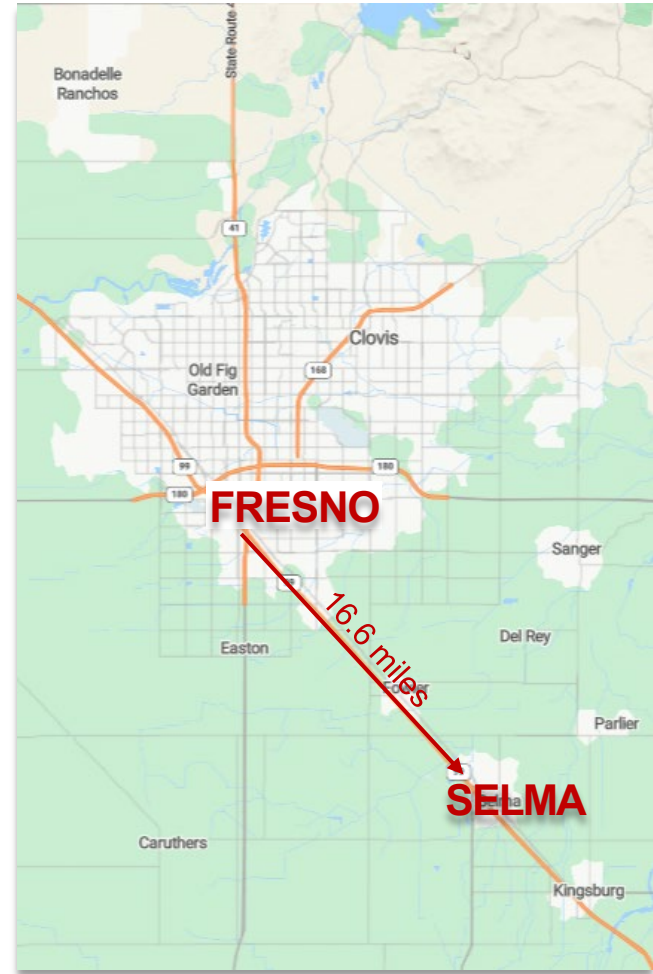 State Route 4
Bonadelle
Ranchos
41
Clovis
Old Fig
Garden
168
99
180
180
FRESNO
Sanger
16.6 miles
Easton
Del Rey
Fowler
Parlier
SELMA
Selma
Caruthers
Kingsburg